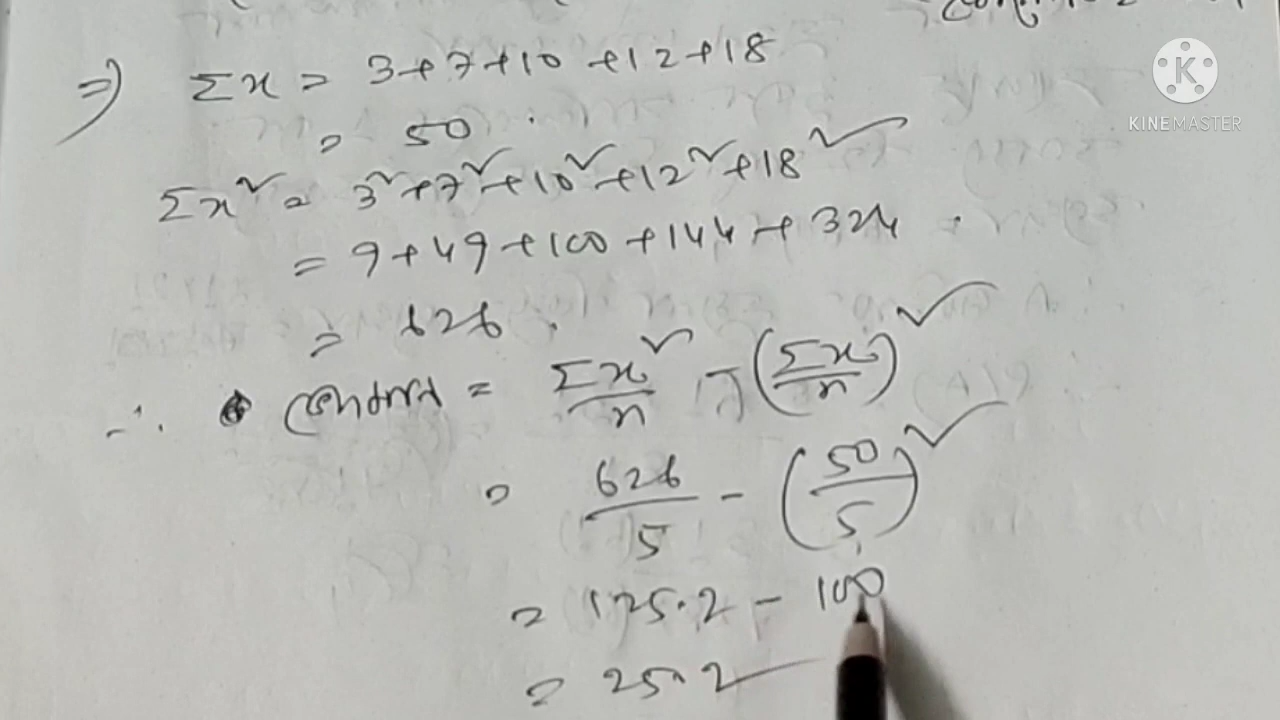 KINEMASTER
⇒ Σx = 3+7+10+12+18
= 50
Σx² = 3²+7²+10²+12²+18²
= 9+49+100+144+324
= 626
∴ ভেদাঙ্ক = Σx²/n - (Σx/n)²
= 626/5 - (50/5)²
= 125.2 - 100
= 25.2